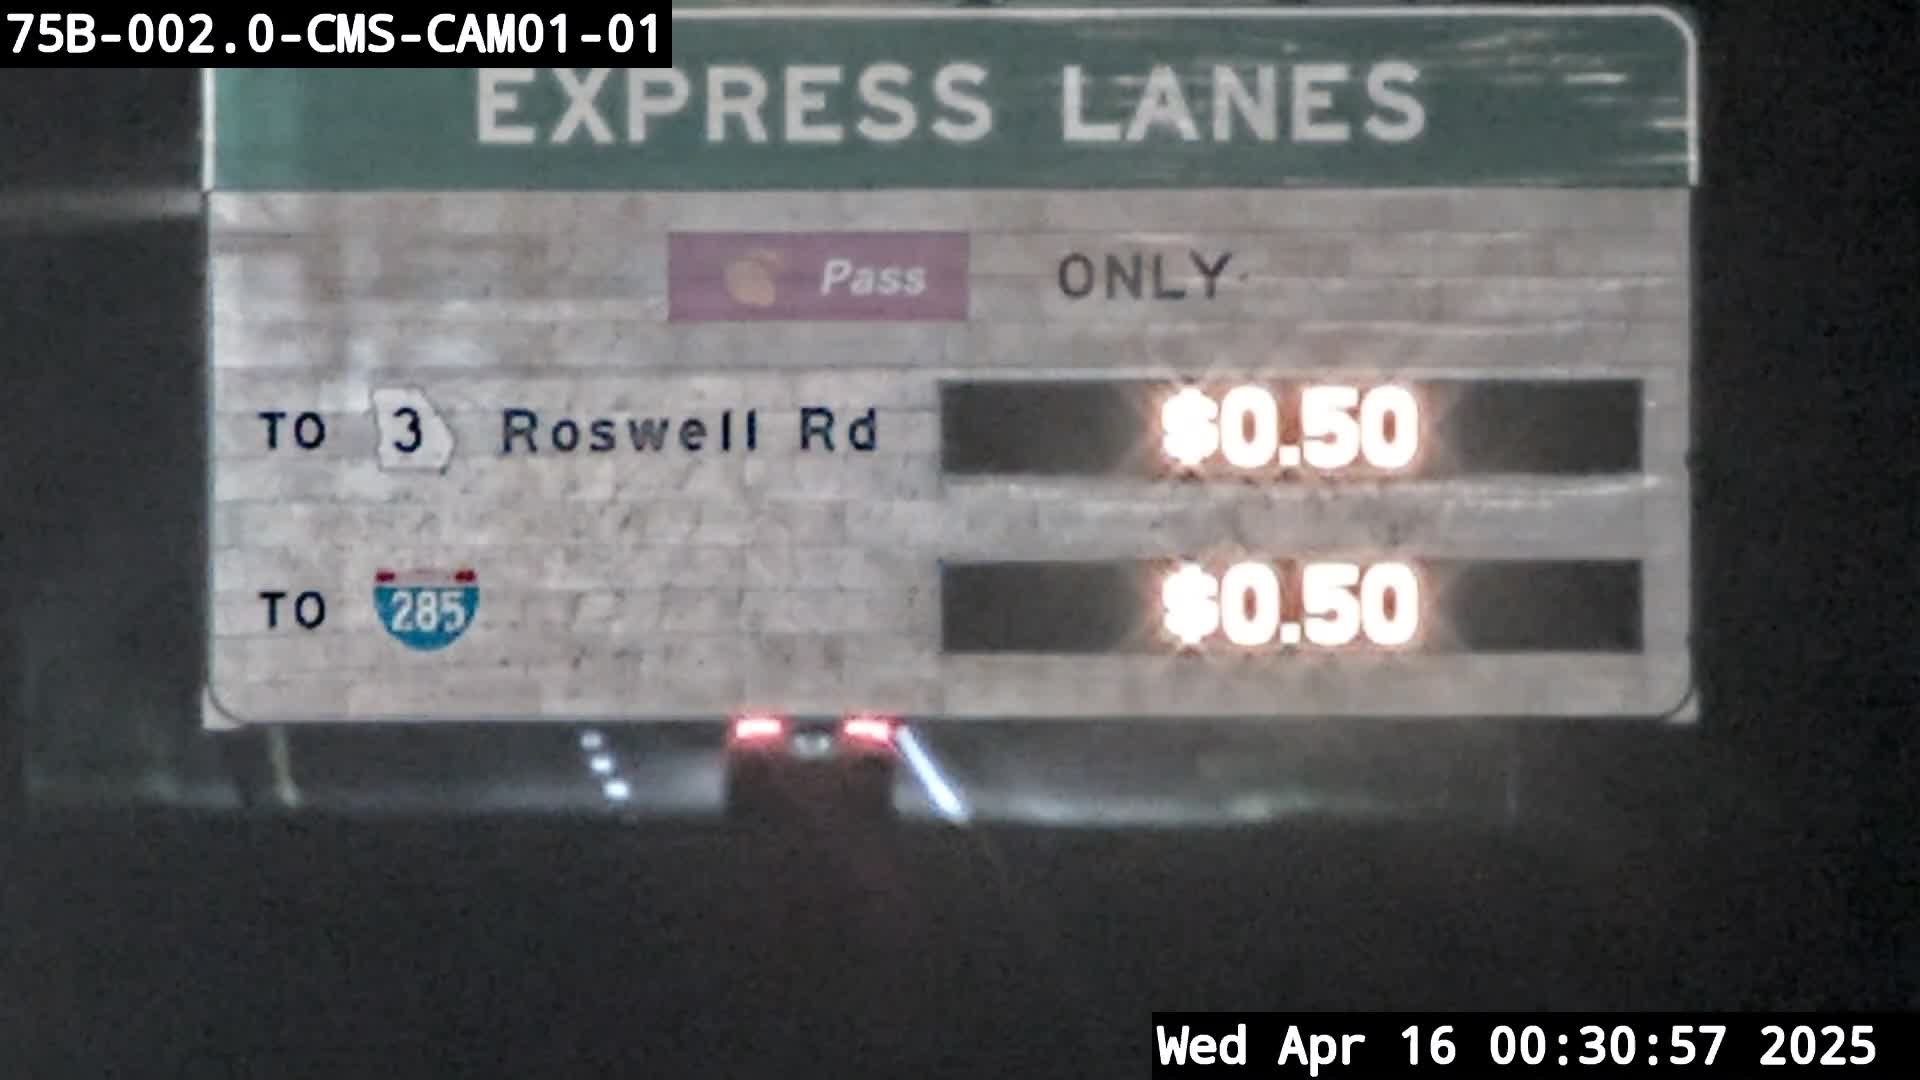 75B-002.0-CMS-CAM01-01
EXPRESS LANES
Pass ONLY
TO 3 Roswell Rd $0.50
TO 285 $0.50
Wed Apr 16 00:30:57 2025